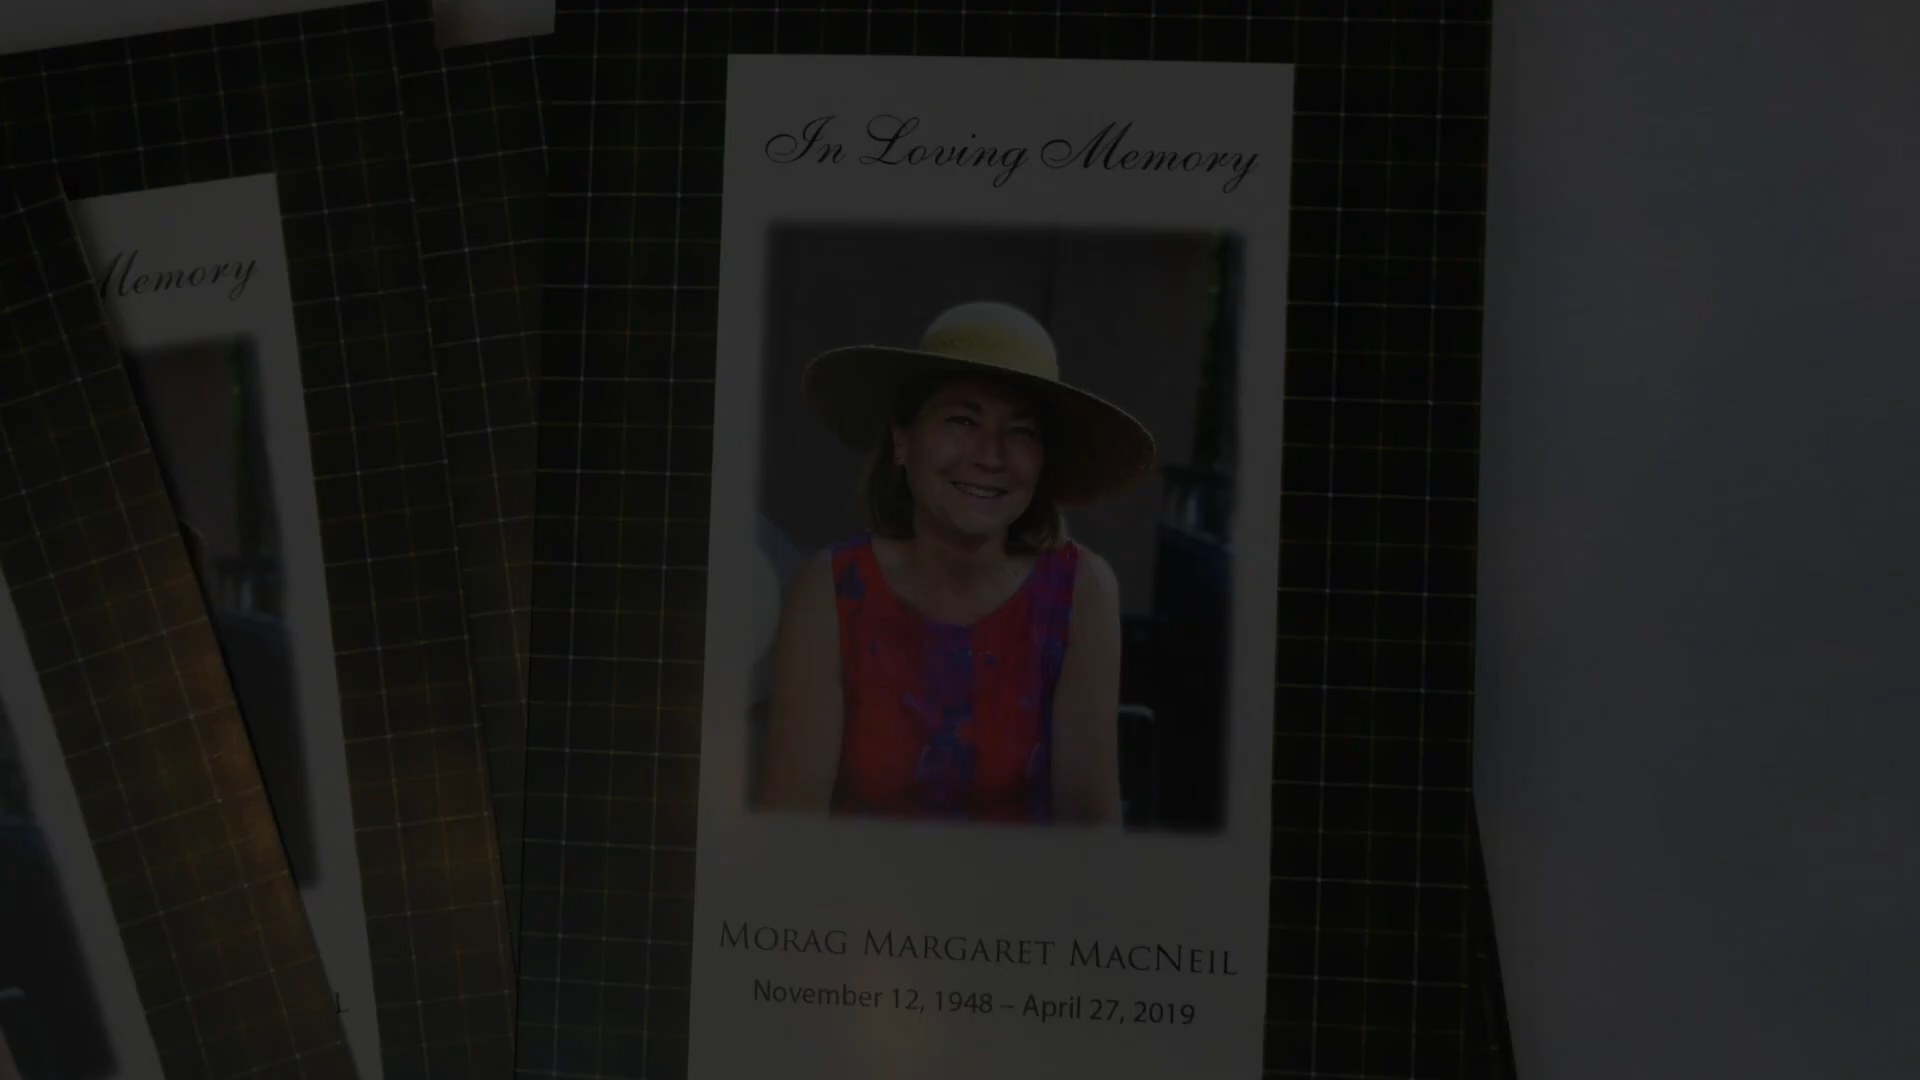 In Loving Memory
MORAG MARGARET MACNEIL
November 12, 1948 – April 27, 2019
Memory
L